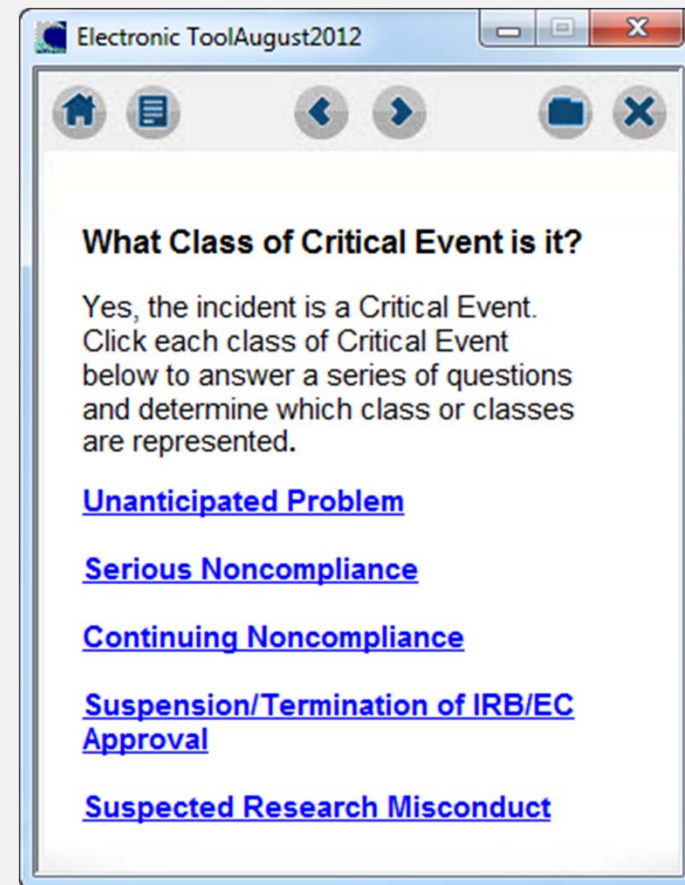 Electronic ToolAugust2012
What Class of Critical Event is it?
Yes, the incident is a Critical Event.
Click each class of Critical Event
below to answer a series of questions
and determine which class or classes
are represented.
Unanticipated Problem
Serious Noncompliance
Continuing Noncompliance
Suspension/Termination of IRB/EC
Approval
Suspected Research Misconduct